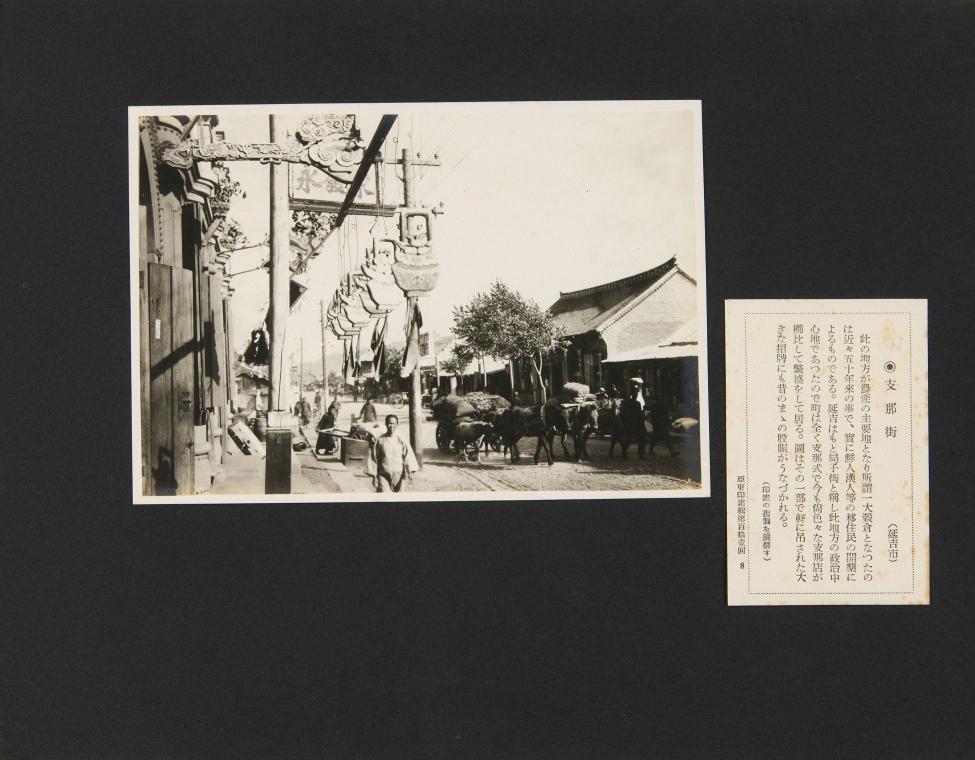 永發東
◉支那街
(延吉市)
此の地方が農産の主要地となり所謂一大穀倉となつたの
は近々五十年來の事で、實に鮮人漢人等の移住民の開墾に
よるものである。延吉はもと局子街と稱し此地方の政治中
心地であつたので町は全く支那式で今も尙色々な支那店が
櫛比して繁盛をして居る。圖はその一部で軒に吊された大
きな招牌にも昔のまゝの殷賑がうなづかれる。
(印畫の複製を嚴禁す)
亞東印畫輯第百拾壹回 8